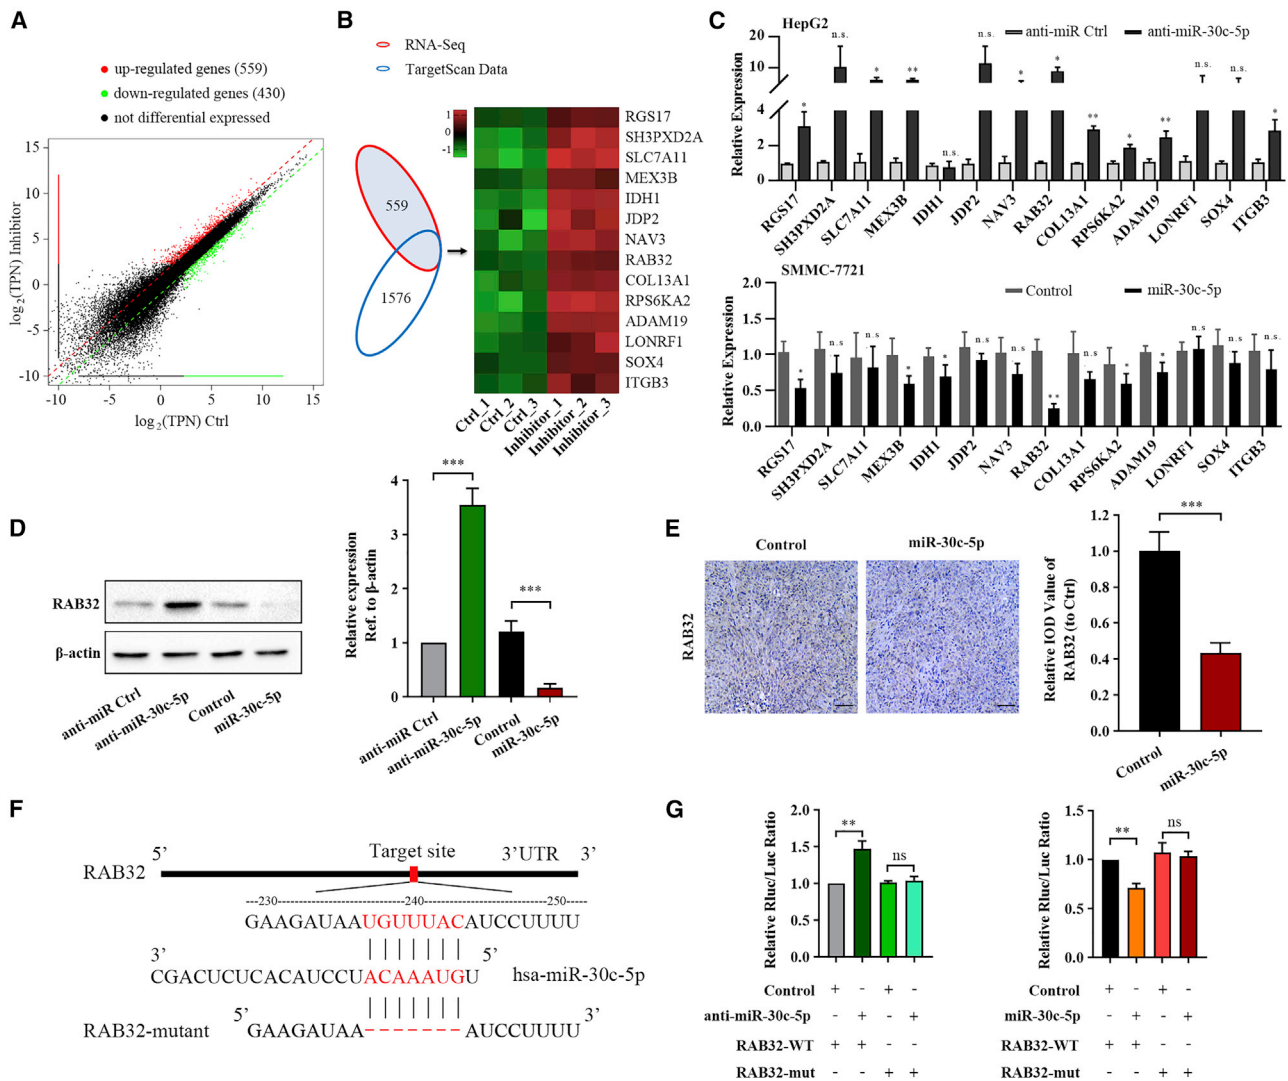 A
up-regulated genes (559)
down-regulated genes (430)
not differential expressed
log2(TPN) Inhibitor
15
10
5
0
-5
-10
-10 -5 0 5 10 15
log2(TPN) Ctrl
B
RNA-Seq
TargetScan Data
559
1576
1
0
-1
RGS17
SH3PXD2A
SLC7A11
MEX3B
IDH1
JDP2
NAV3
RAB32
COL13A1
RPS6KA2
ADAM19
LONRF1
SOX4
ITGB3
Ctrl_1 Ctrl_2 Ctrl_3 Inhibitor_1 Inhibitor_2 Inhibitor_3
C
HepG2
anti-miR Ctrl anti-miR-30c-5p
Relative Expression
20
10
4
2
0
* n.s. * ** n.s. n.s. * * ** * ** n.s. n.s. *
RGS17 SH3PXD2A SLC7A11 MEX3B IDH1 JDP2 NAV3 RAB32 COL13A1 RPS6KA2 ADAM19 LONRF1 SOX4 ITGB3
SMMC-7721
Control miR-30c-5p
Relative Expression
2.0
1.5
1.0
0.5
0.0
* n.s n.s * * n.s n.s ** n.s * * n.s n.s n.s
RGS17 SH3PXD2A SLC7A11 MEX3B IDH1 JDP2 NAV3 RAB32 COL13A1 RPS6KA2 ADAM19 LONRF1 SOX4 ITGB3
D
RAB32
β-actin
anti-miR Ctrl anti-miR-30c-5p Control miR-30c-5p
Relative expression
Ref. to β-actin
4
3
2
1
0
*** ***
anti-miR Ctrl anti-miR-30c-5p Control miR-30c-5p
E
Control miR-30c-5p
RAB32
Relative IOD Value of
RAB32 (to Ctrl)
1.2
1.0
0.8
0.6
0.4
0.2
0.0
***
Control miR-30c-5p
F
5’ Target site 3’UTR 3’
RAB32
-----230---------------------240--------------------250----
GAAGAUAAUGUUUACAUCCUUUU
3’ 5’
CGACUCUCACAUCCUACAAAUGU hsa-miR-30c-5p
RAB32-mutant 5’ GAAGAUAA-------AUCCUUUU 3’
G
Relative Rluc/Luc Ratio
2.0
1.5
1.0
0.5
0.0
** ns
Control + - + -
anti-miR-30c-5p - + - +
RAB32-WT + + - -
RAB32-mut - - + +
Relative Rluc/Luc Ratio
1.5
1.0
0.5
0.0
** ns
Control + - + -
miR-30c-5p - + - +
RAB32-WT + + - -
RAB32-mut - - + +